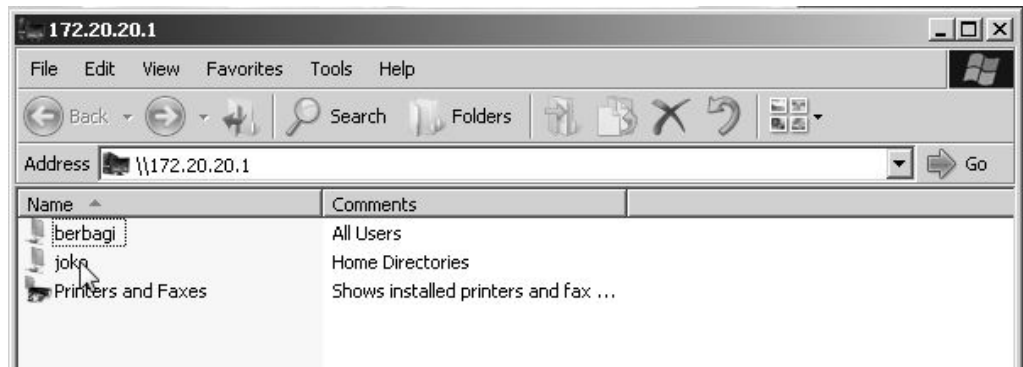 172.20.20.1
File Edit View Favorites Tools Help
Back Search Folders
Address \\172.20.20.1 Go
Name Comments
berbagi All Users
joko Home Directories
Printers and Faxes Shows installed printers and fax ...